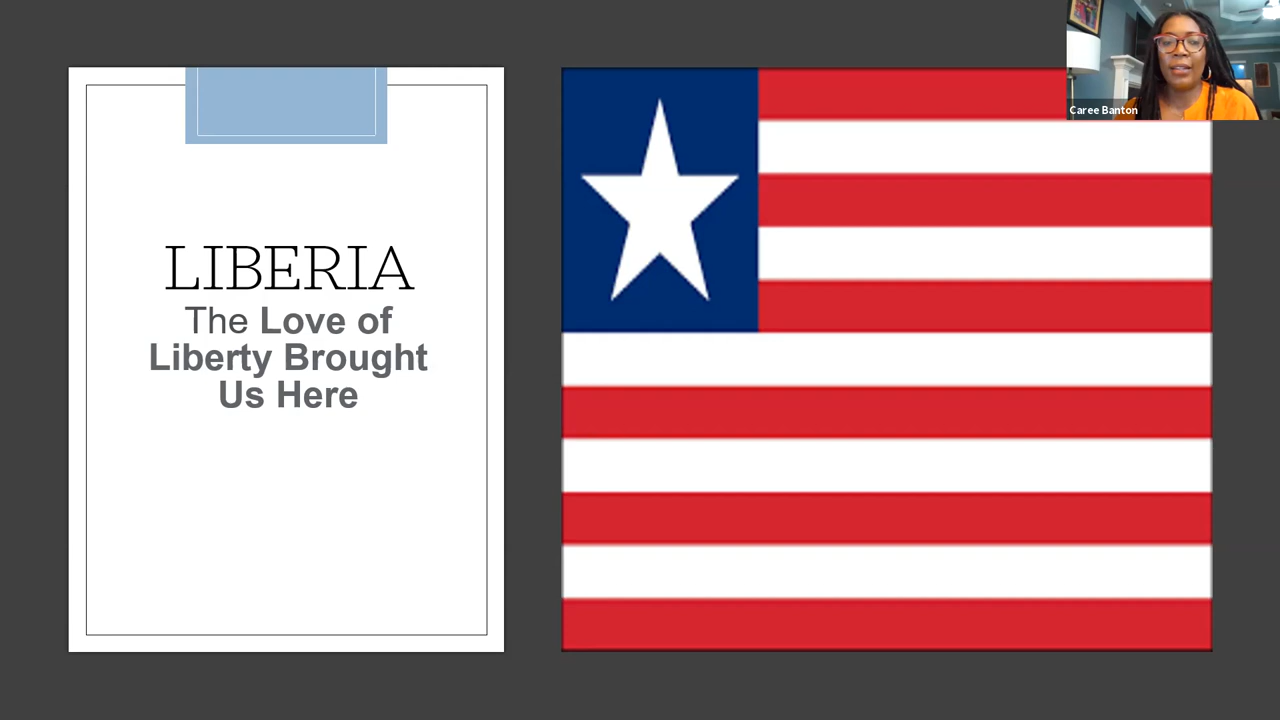 LIBERIA
The Love of
Liberty Brought
Us Here
Caree Banton